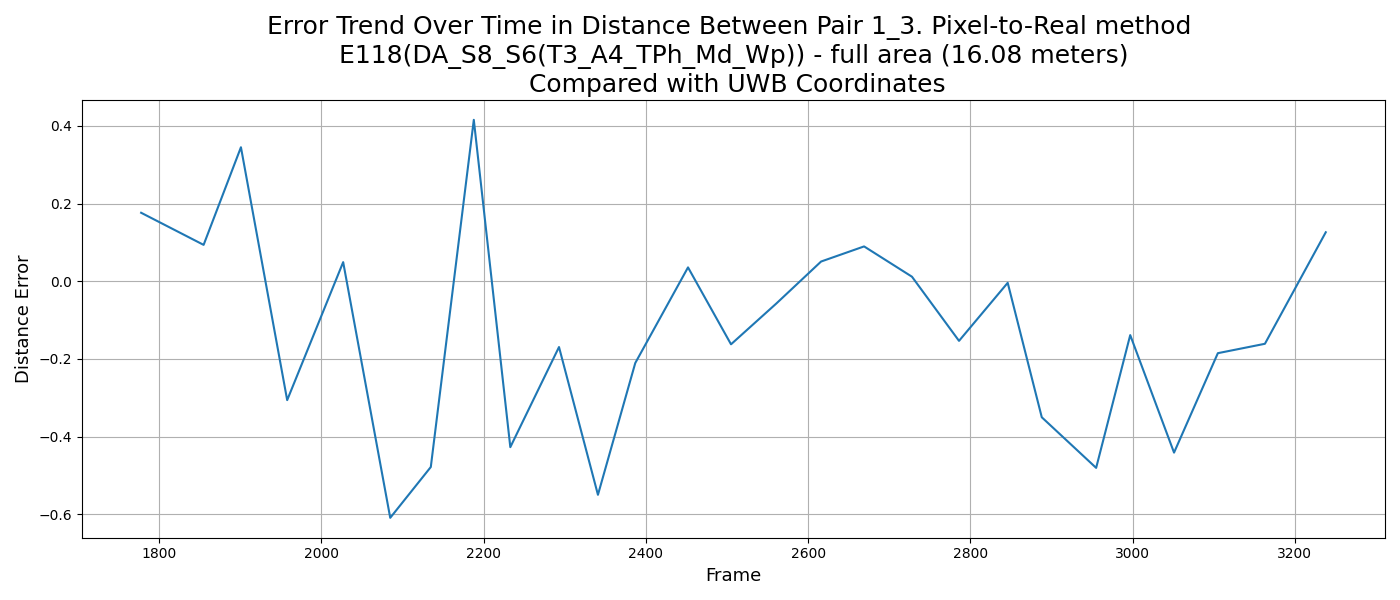 Error Trend Over Time in Distance Between Pair 1_3. Pixel-to-Real method
E118(DA_S8_S6(T3_A4_TPh_Md_Wp)) - full area (16.08 meters)
Compared with UWB Coordinates
Distance Error
0.4
0.2
0.0
−0.2
−0.4
−0.6
1800 2000 2200 2400 2600 2800 3000 3200
Frame